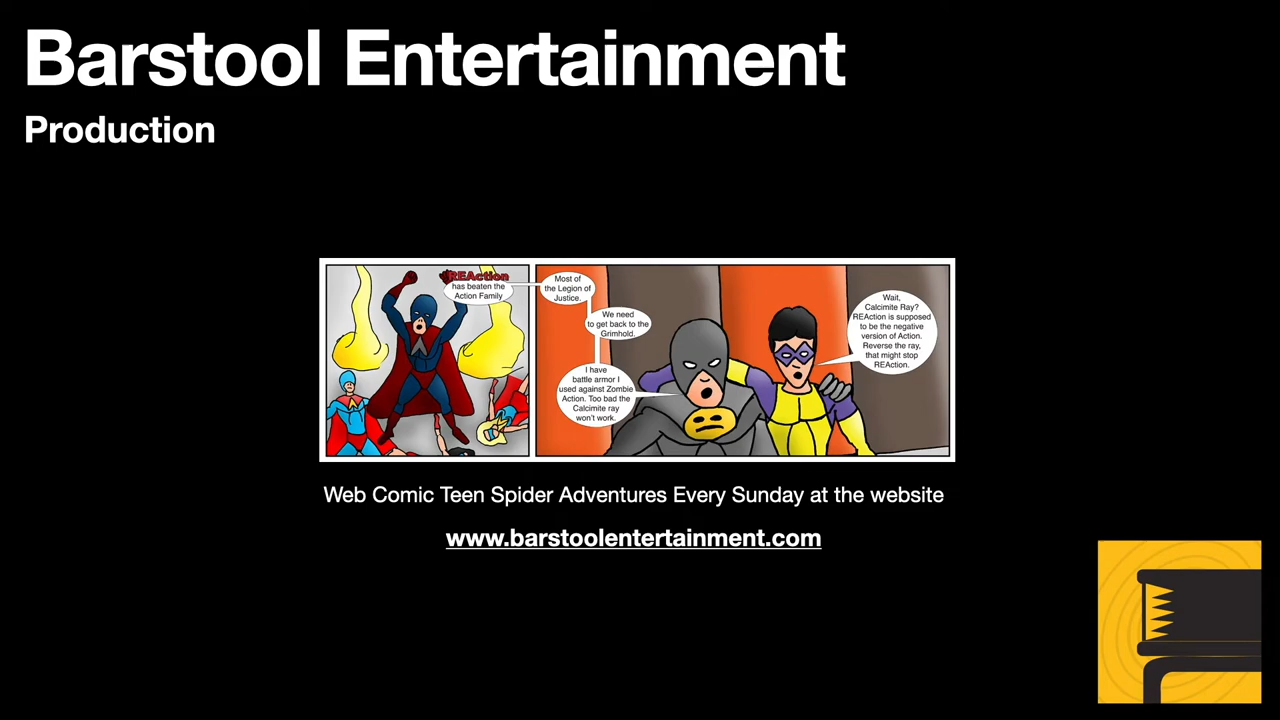 Barstool Entertainment
Production
REAction
has beaten the
Action Family
Most of
the Legion of
Justice.
We need
to get back to the
Grimhold.
I have
battle armor I
used against Zombie
Action. Too bad the
Calcimite ray
won't work.
Wait,
Calcimite Ray?
REAction is supposed
to be the negative
version of Action.
Reverse the ray,
that might stop
REAction.
Web Comic Teen Spider Adventures Every Sunday at the website
www.barstoolentertainment.com